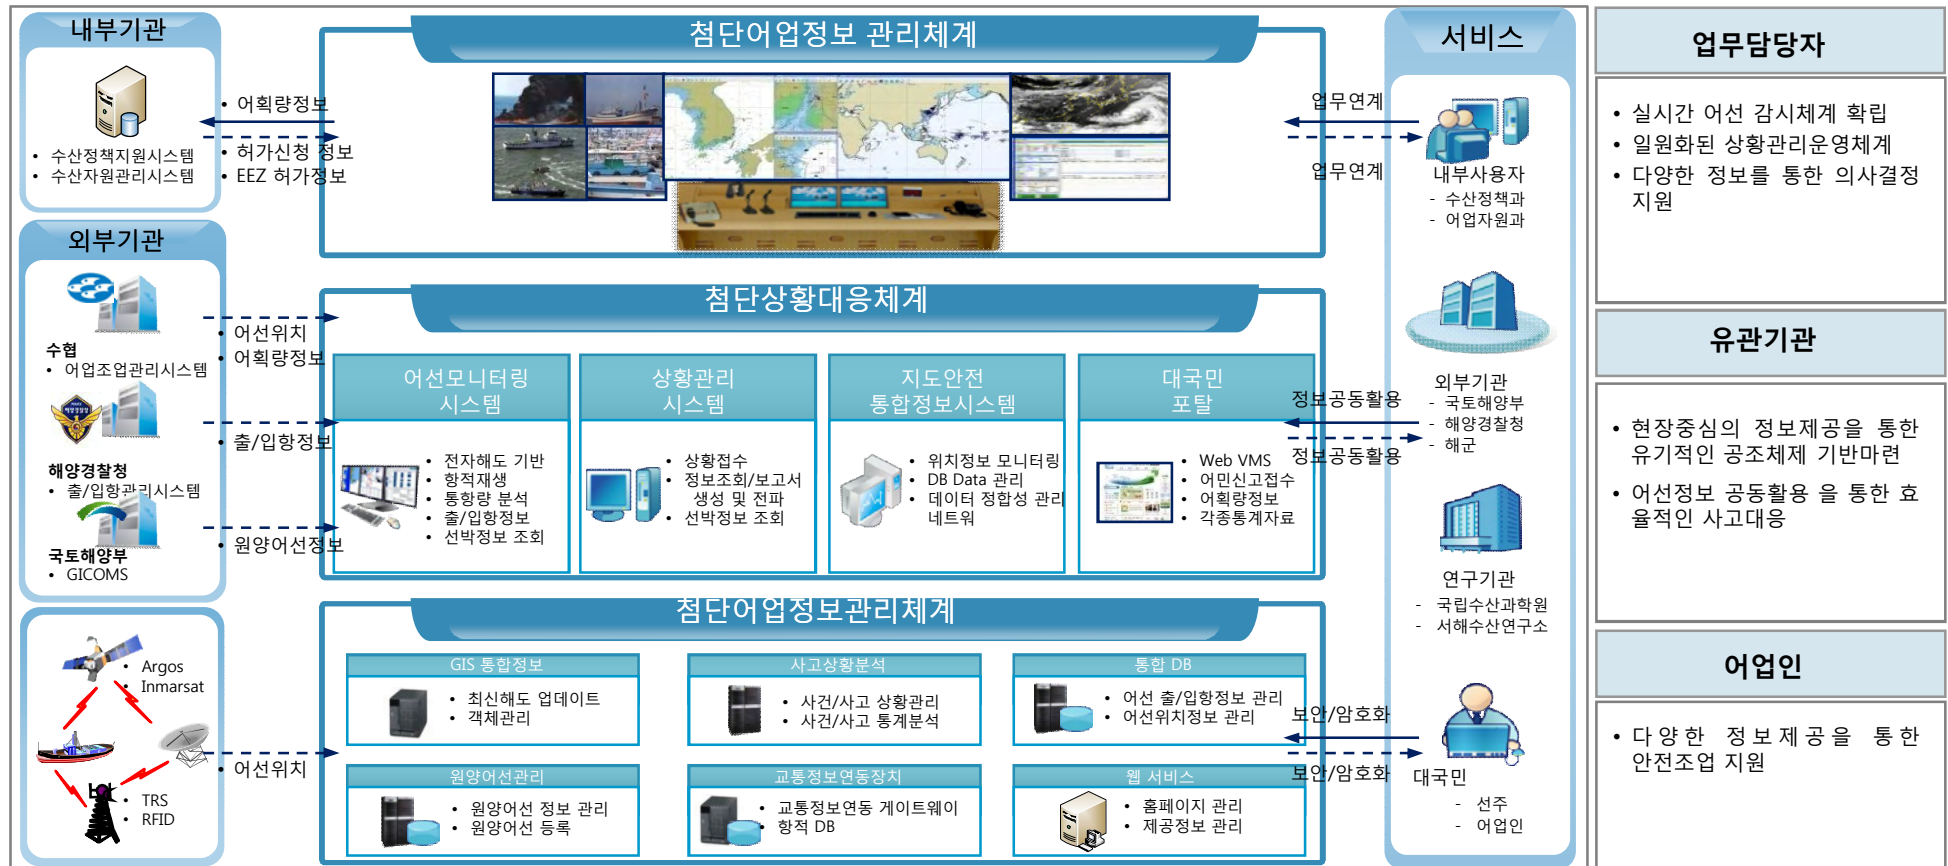 내부기관
수산정책지원시스템
수산자원관리시스템
어획량정보
허가신청 정보
EEZ 허가정보
외부기관
수협
어업조업관리시스템
해양경찰청
출/입항관리시스템
국토해양부
GICOMS
어선위치
어획량정보
출/입항정보
원양어선정보
Argos
Inmarsat
TRS
RFID
어선위치
첨단어업정보 관리체계
첨단상황대응체계
어선모니터링
시스템
전자해도 기반
항적재생
통항량 분석
출/입항정보
선박정보 조회
상황관리
시스템
상황접수
정보조회/보고서
생성 및 전파
선박정보 조회
지도안전
통합정보시스템
위치정보 모니터링
DB Data 관리
데이터 정합성 관리
네트워
대국민
포탈
Web VMS
어민신고접수
어획량정보
각종통계자료
첨단어업정보관리체계
GIS 통합정보
최신해도 업데이트
객체관리
사고상황분석
사건/사고 상황관리
사건/사고 통계분석
통합 DB
어선 출/입항정보 관리
어선위치정보 관리
원양어선관리
원양어선 정보 관리
원양어선 등록
교통정보연동장치
교통정보연동 게이트웨이
항적 DB
웹 서비스
홈페이지 관리
제공정보 관리
업무연계
업무연계
정보공동활용
정보공동활용
보안/암호화
보안/암호화
서비스
내부사용자
- 수산정책과
- 어업자원과
외부기관
- 국토해양부
- 해양경찰청
- 해군
연구기관
- 국립수산과학원
- 서해수산연구소
대국민
- 선주
- 어업인
업무담당자
실시간 어선 감시체계 확립
일원화된 상황관리운영체계
다양한 정보를 통한 의사결정
지원
유관기관
현장중심의 정보제공을 통한
유기적인 공조체제 기반마련
어선정보 공동활용 을 통한 효
율적인 사고대응
어업인
다양한 정보제공을 통한
안전조업 지원